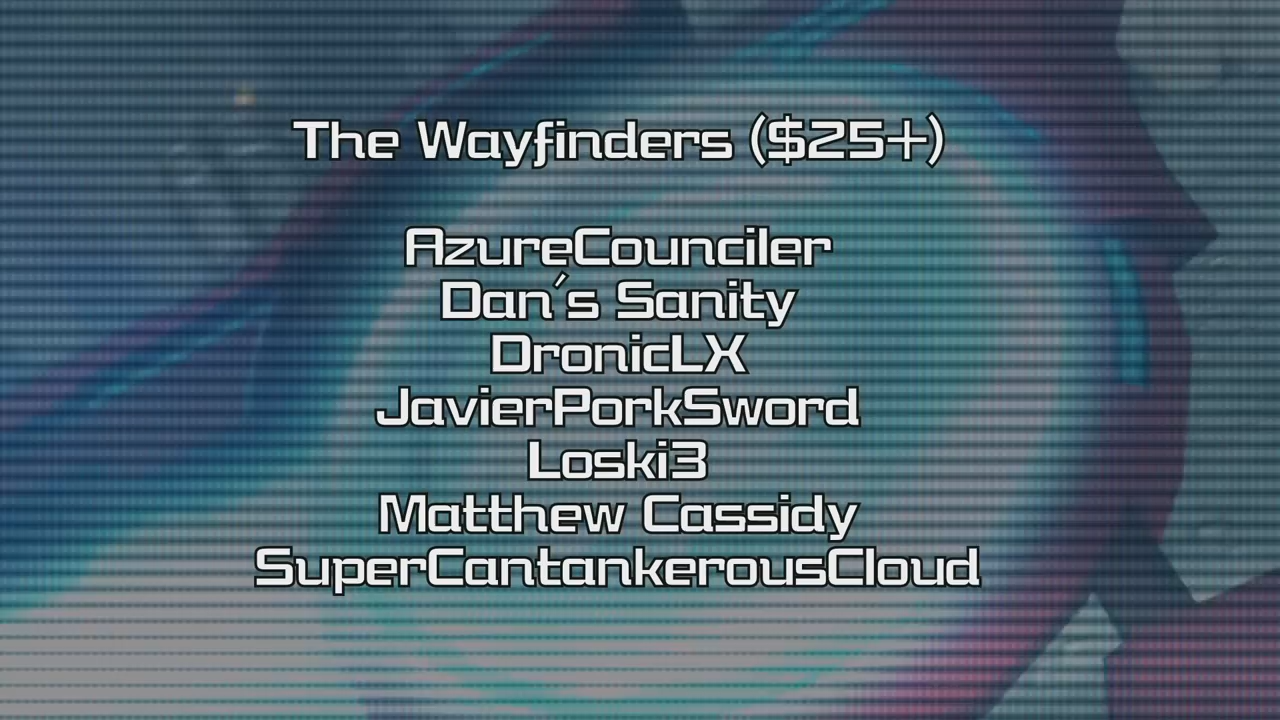 The Wayfinders ($25+)
AzureCounciler
Dan's Sanity
DronicLX
JavierPorkSword
Loski3
Matthew Cassidy
SuperCantankerousCloud